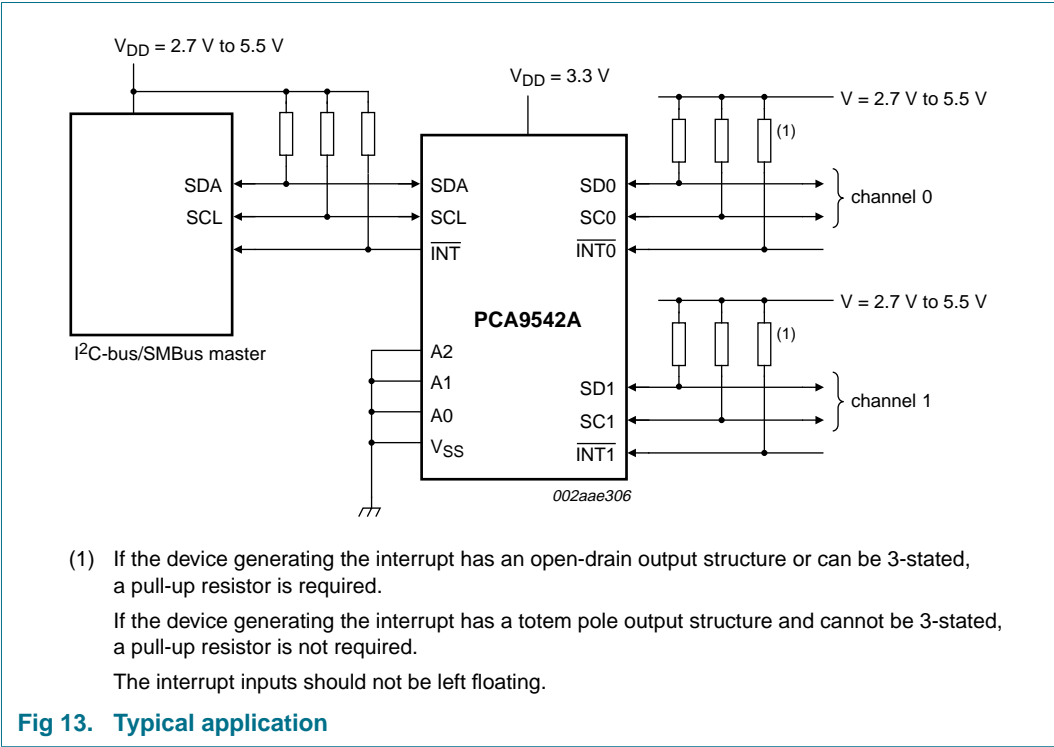 V_DD = 2.7 V to 5.5 V
V_DD = 3.3 V
V = 2.7 V to 5.5 V
(1)
SDA
SCL
SDA
SCL
INT
SD0
SC0
INT0
channel 0
V = 2.7 V to 5.5 V
(1)
PCA9542A
I²C-bus/SMBus master
A2
A1
A0
V_SS
SD1
SC1
INT1
channel 1
002aae306
(1) If the device generating the interrupt has an open-drain output structure or can be 3-stated,
a pull-up resistor is required.
If the device generating the interrupt has a totem pole output structure and cannot be 3-stated,
a pull-up resistor is not required.
The interrupt inputs should not be left floating.
Fig 13. Typical application